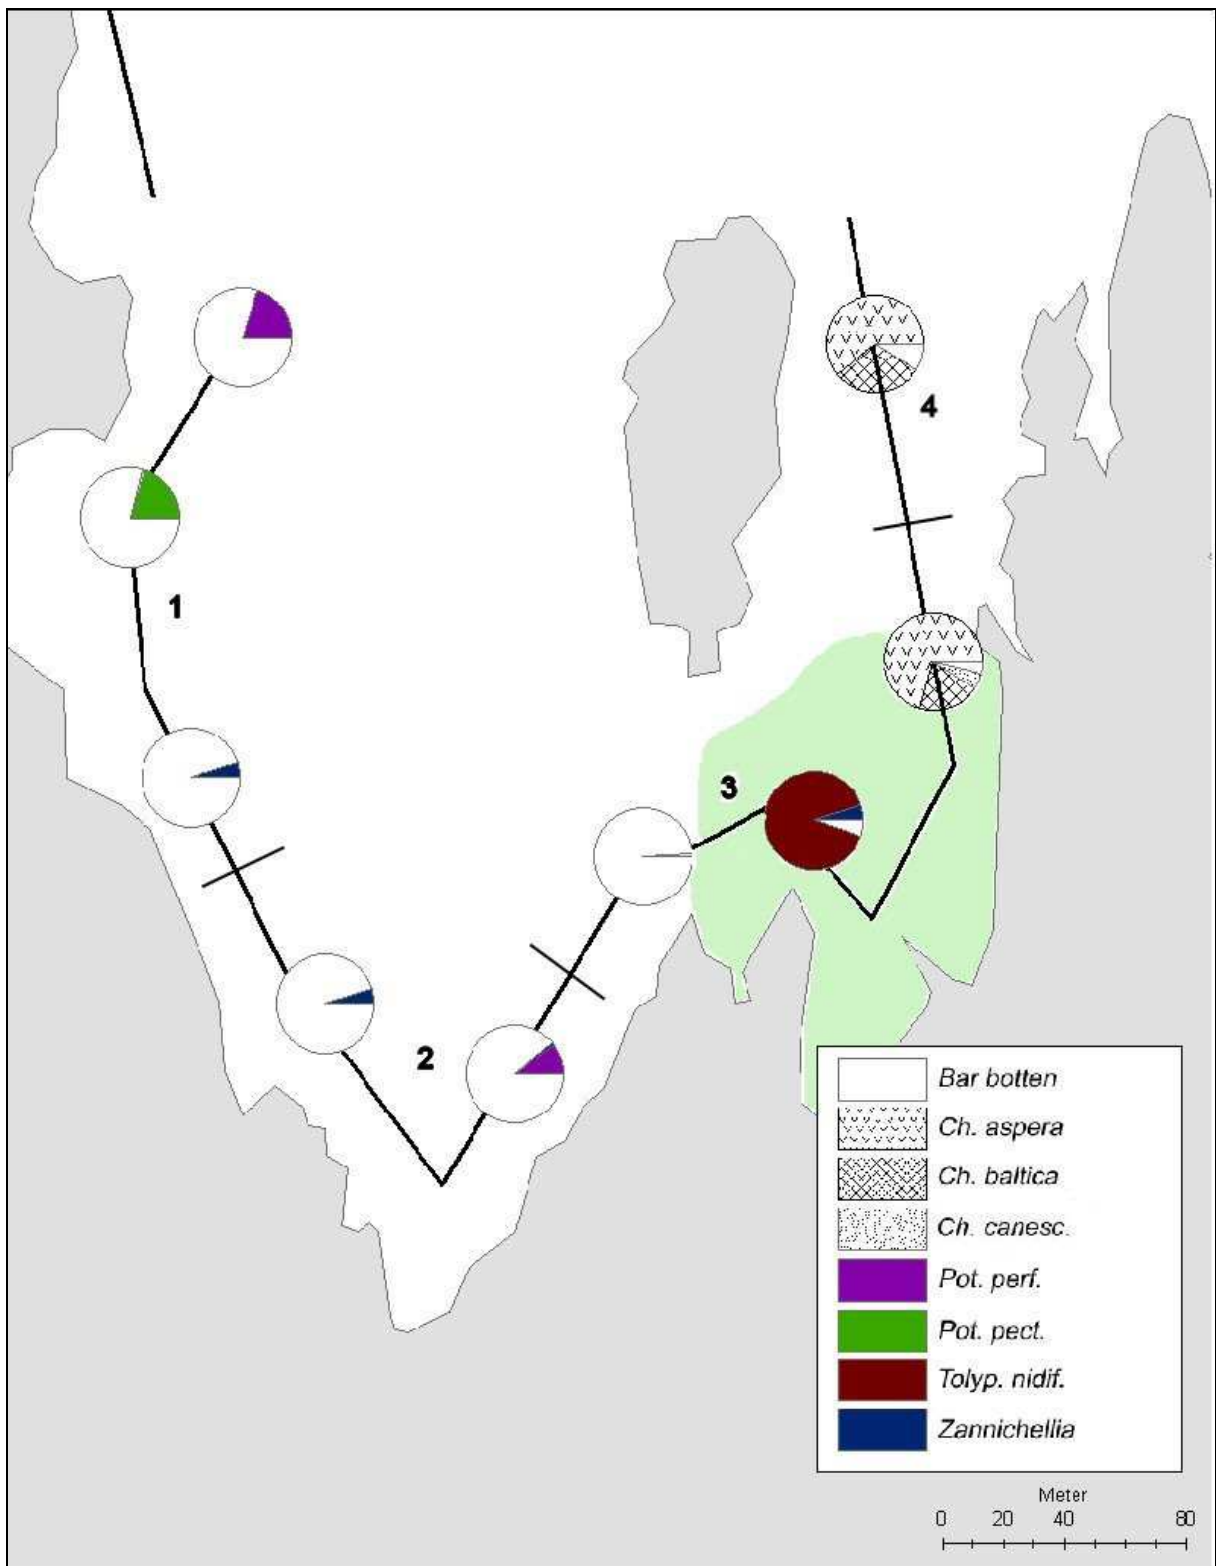 4
1
3
2
Bar botten
Ch. aspera
Ch. baltica
Ch. canesc.
Pot. perf.
Pot. pect.
Tolyp. nidif.
Zannichellia
Meter
0 20 40 80